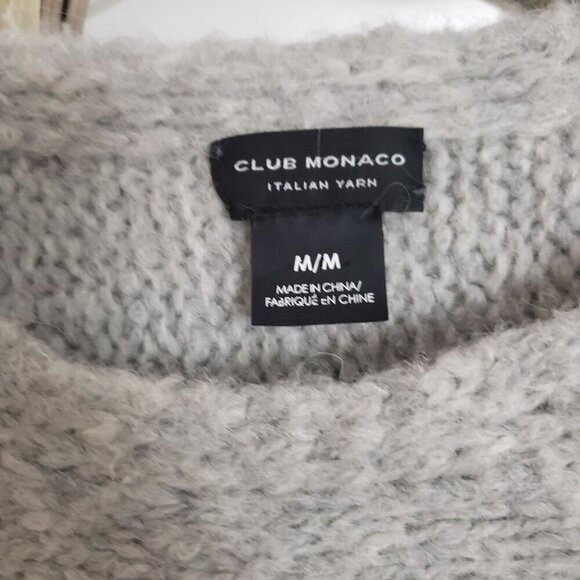 CLUB MONACO
ITALIAN YARN
M/M
MADE IN CHINA/
FABRIQUÉ EN CHINE